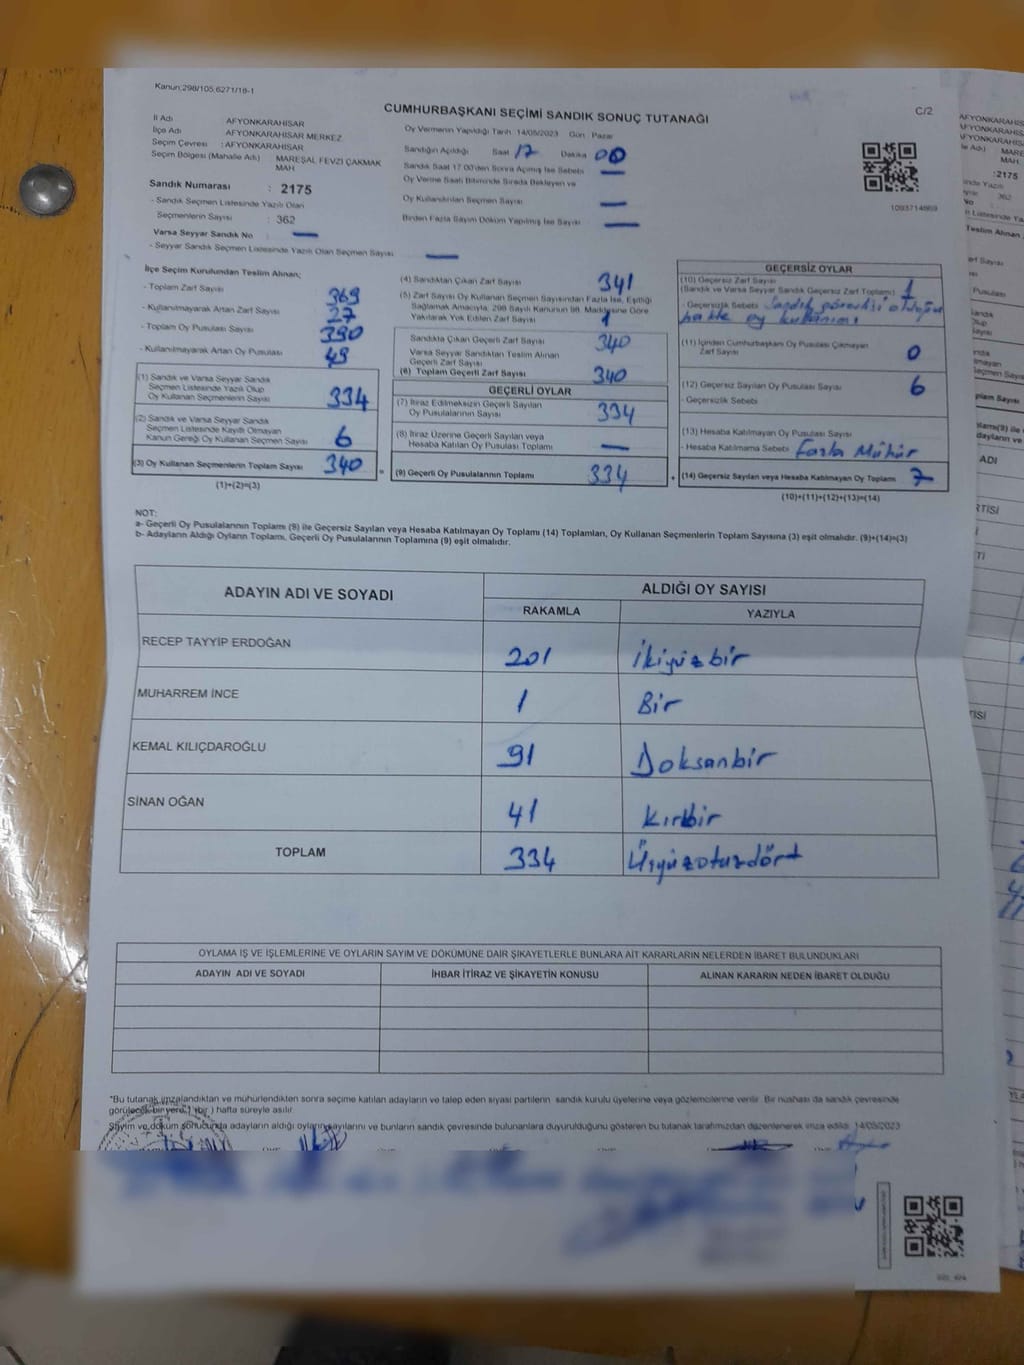 Kanun:298/105,6271/18-1
CUMHURBAŞKANI SEÇİMİ SANDIK SONUÇ TUTANAĞI
C/2
İl Adı AFYONKARAHİSAR
İlçe Adı AFYONKARAHİSAR MERKEZ
Seçim Çevresi : AFYONKARAHİSAR
Seçim Bölgesi (Mahalle Adı) MAREŞAL FEVZİ ÇAKMAK
MAH.
Sandık Numarası : 2175
- Sandık Seçmen Listesinde Yazılı Olan
Seçmenlerin Sayısı : 362
Varsa Seyyar Sandık No —
- Seyyar Sandık Seçmen Listesinde Yazılı Olan Seçmen Sayısı —
Oy Vermenin Yapıldığı Tarih: 14/05/2023 Gün: Pazar
Sandığın Açıldığı Saat 17 Dakika 00
Sandık Saat 17.00'den Sonra Açılmış İse Sebebi —
Oy Verme Saati Bitiminde Sırada Bekleyen ve
Oy Kullandırılan Seçmen Sayısı —
Birden Fazla Sayım Döküm Yapılmış İse Sayısı —
1093714869
İlçe Seçim Kurulundan Teslim Alınan;
- Toplam Zarf Sayısı 369
- Kullanılmayarak Artan Zarf Sayısı 27
- Toplam Oy Pusulası Sayısı 390
- Kullanılmayarak Artan Oy Pusulası 49
(1) Sandık ve Varsa Seyyar Sandık
Seçmen Listesinde Yazılı Olup
Oy Kullanan Seçmenlerin Sayısı 334
(2) Sandık ve Varsa Seyyar Sandık
Seçmen Listesinde Kayıtlı Olmayan
Kanun Gereği Oy Kullanan Seçmen Sayısı 6
(3) Oy Kullanan Seçmenlerin Toplam Sayısı 340
(1)+(2)=(3)
(4) Sandıktan Çıkan Zarf Sayısı 341
(5) Zarf Sayısı Oy Kullanan Seçmen Sayısından Fazla İse, Eşitliği
Sağlamak Amacıyla, 298 Sayılı Kanunun 98. Maddesine Göre
Yakılarak Yok Edilen Zarf Sayısı 1
Sandıkta Çıkan Geçerli Zarf Sayısı 340
Varsa Seyyar Sandıktan Teslim Alınan
Geçerli Zarf Sayısı
(6) Toplam Geçerli Zarf Sayısı 340
GEÇERLİ OYLAR
(7) İtiraz Edilmeksizin Geçerli Sayılan
Oy Pusulalarının Sayısı 334
(8) İtiraz Üzerine Geçerli Sayılan veya
Hesaba Katılan Oy Pusulası Toplamı —
(9) Geçerli Oy Pusulalarının Toplamı 334
GEÇERSİZ OYLAR
(10) Geçersiz Zarf Sayısı
(Sandık ve Varsa Seyyar Sandık Geçersiz Zarf Toplamı) 1
- Geçersizlik Sebebi Sandık görevlisi olduğu
halde oy kullanımı
(11) İçinden Cumhurbaşkanı Oy Pusulası Çıkmayan
Zarf Sayısı 0
(12) Geçersiz Sayılan Oy Pusulası Sayısı 6
- Geçersizlik Sebebi
(13) Hesaba Katılmayan Oy Pusulası Sayısı
- Hesaba Katılmama Sebebi Fazla Mühür
(14) Geçersiz Sayılan veya Hesaba Katılmayan Oy Toplamı 7
(10)+(11)+(12)+(13)=(14)
NOT:
a- Geçerli Oy Pusulalarının Toplamı (9) ile Geçersiz Sayılan veya Hesaba Katılmayan Oy Toplamı (14) Toplamları, Oy Kullanan Seçmenlerin Toplam Sayısına (3) eşit olmalıdır. (9)+(14)=(3)
b- Adayların Aldığı Oyların Toplamı, Geçerli Oy Pusulalarının Toplamına (9) eşit olmalıdır.
ADAYIN ADI VE SOYADI ALDIĞI OY SAYISI
RAKAMLA YAZIYLA
RECEP TAYYİP ERDOĞAN 201 İkiyüzbir
MUHARREM İNCE 1 Bir
KEMAL KILIÇDAROĞLU 91 Doksanbir
SİNAN OĞAN 41 Kırkbir
TOPLAM 334 Üçyüzotuzdört
OYLAMA İŞ VE İŞLEMLERİNE VE OYLARIN SAYIM VE DÖKÜMÜNE DAİR ŞİKAYETLERLE BUNLARA AİT KARARLARIN NELERDEN İBARET BULUNDUKLARI
ADAYIN ADI VE SOYADI İHBAR İTİRAZ VE ŞİKAYETİN KONUSU ALINAN KARARIN NEDEN İBARET OLDUĞU
"Bu tutanak imzalandıktan ve mühürlendikten sonra seçime katılan adayların ve talep eden siyasi partilerin sandık kurulu üyelerine veya gözlemcilerine verilir. Bir nüshası da sandık çevresinde
görülecek bir yere 1 (bir) hafta süreyle asılır.
Sayım ve döküm sonucunda adayların aldığı oyların sayılarını ve bunların sandık çevresinde bulunanlara duyurulduğunu gösteren bu tutanak tarafımızdan düzenlenerek imza edildi. 14/05/2023